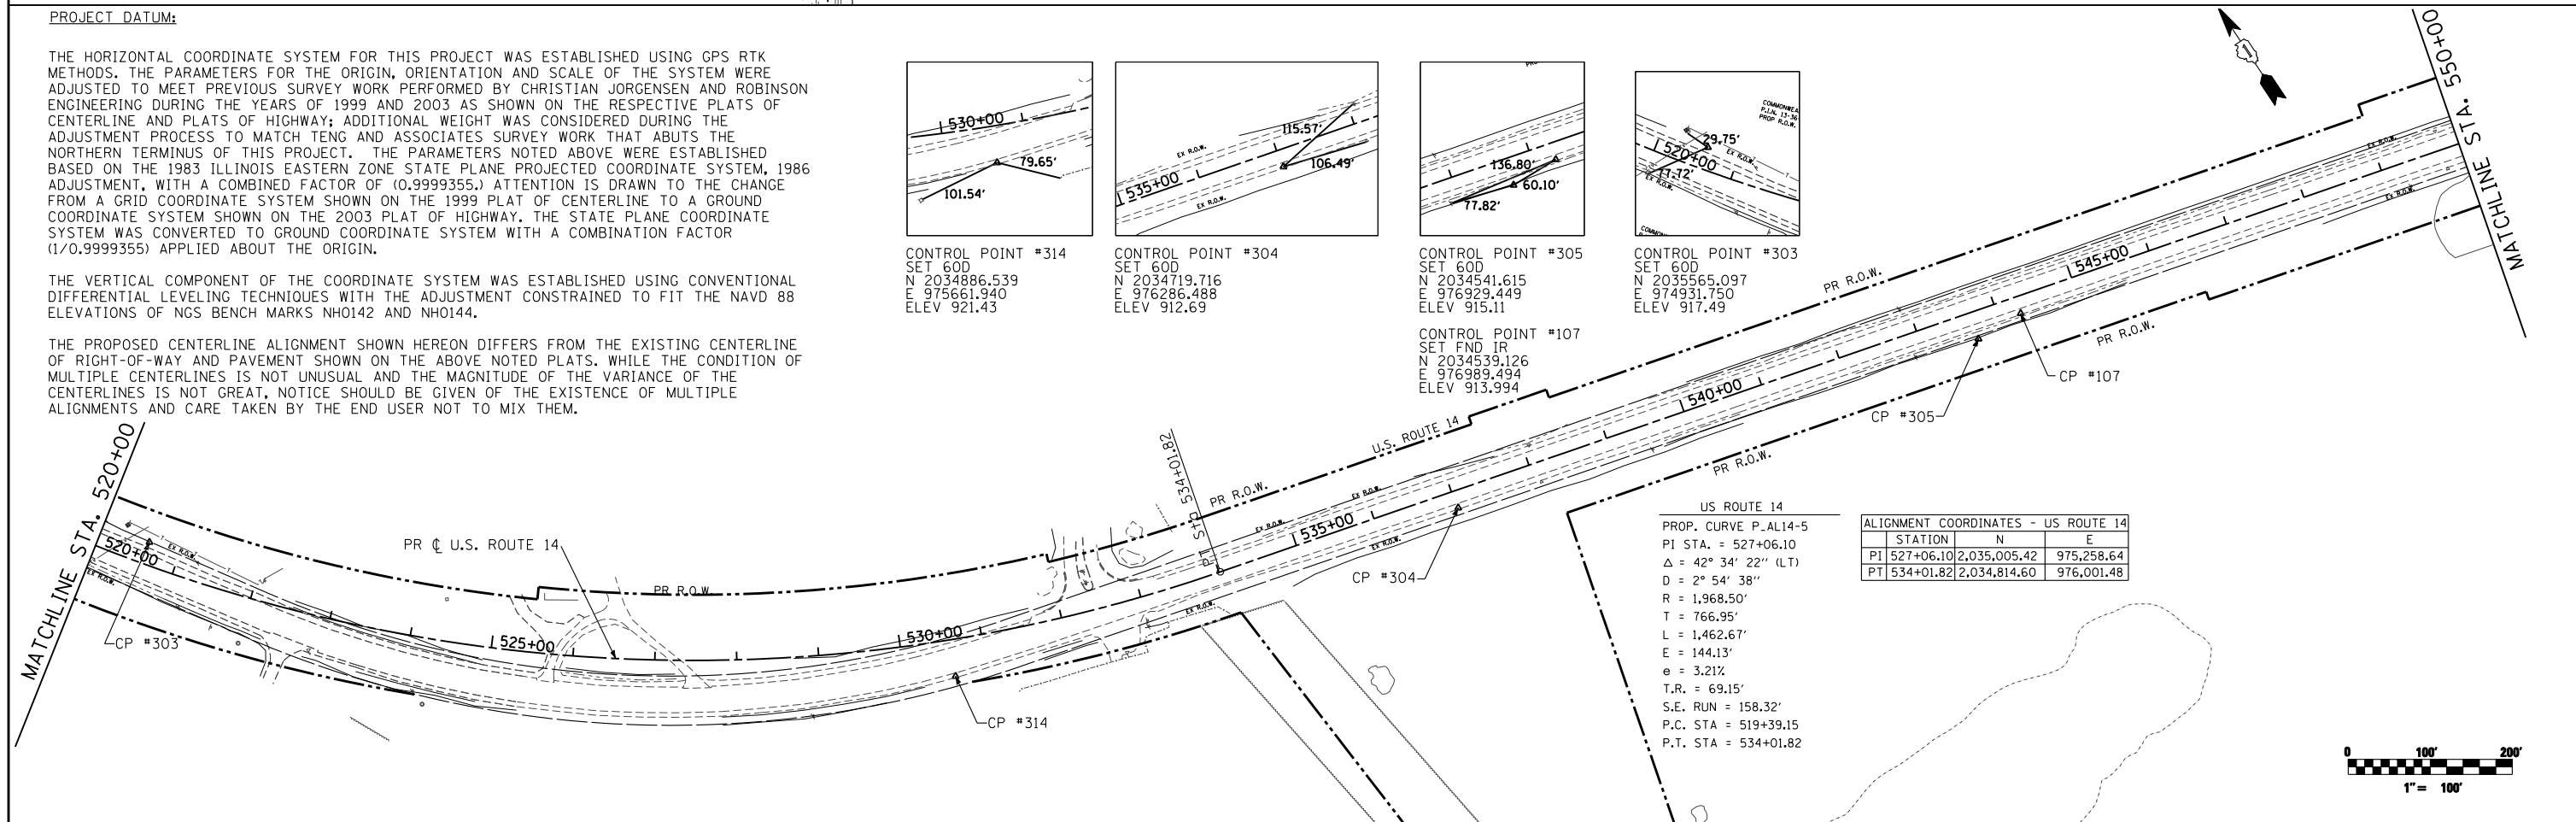 PROJECT DATUM:
THE HORIZONTAL COORDINATE SYSTEM FOR THIS PROJECT WAS ESTABLISHED USING GPS RTK
METHODS. THE PARAMETERS FOR THE ORIGIN, ORIENTATION AND SCALE OF THE SYSTEM WERE
ADJUSTED TO MEET PREVIOUS SURVEY WORK PERFORMED BY CHRISTIAN JORGENSEN AND ROBINSON
ENGINEERING DURING THE YEARS OF 1999 AND 2003 AS SHOWN ON THE RESPECTIVE PLATS OF
CENTERLINE AND PLATS OF HIGHWAY; ADDITIONAL WEIGHT WAS CONSIDERED DURING THE
ADJUSTMENT PROCESS TO MATCH TENG AND ASSOCIATES SURVEY WORK THAT ABUTS THE
NORTHERN TERMINUS OF THIS PROJECT. THE PARAMETERS NOTED ABOVE WERE ESTABLISHED
BASED ON THE 1983 ILLINOIS EASTERN ZONE STATE PLANE PROJECTED COORDINATE SYSTEM, 1986
ADJUSTMENT, WITH A COMBINED FACTOR OF (0.9999355.) ATTENTION IS DRAWN TO THE CHANGE
FROM A GRID COORDINATE SYSTEM SHOWN ON THE 1999 PLAT OF CENTERLINE TO A GROUND
COORDINATE SYSTEM SHOWN ON THE 2003 PLAT OF HIGHWAY. THE STATE PLANE COORDINATE
SYSTEM WAS CONVERTED TO GROUND COORDINATE SYSTEM WITH A COMBINATION FACTOR
(1/0.9999355) APPLIED ABOUT THE ORIGIN.
THE VERTICAL COMPONENT OF THE COORDINATE SYSTEM WAS ESTABLISHED USING CONVENTIONAL
DIFFERENTIAL LEVELING TECHNIQUES WITH THE ADJUSTMENT CONSTRAINED TO FIT THE NAVD 88
ELEVATIONS OF NGS BENCH MARKS NH0142 AND NH0144.
THE PROPOSED CENTERLINE ALIGNMENT SHOWN HEREON DIFFERS FROM THE EXISTING CENTERLINE
OF RIGHT-OF-WAY AND PAVEMENT SHOWN ON THE ABOVE NOTED PLATS. WHILE THE CONDITION OF
MULTIPLE CENTERLINES IS NOT UNUSUAL AND THE MAGNITUDE OF THE VARIANCE OF THE
CENTERLINES IS NOT GREAT, NOTICE SHOULD BE GIVEN OF THE EXISTENCE OF MULTIPLE
ALIGNMENTS AND CARE TAKEN BY THE END USER NOT TO MIX THEM.
530+00
79.65'
101.54'
CONTROL POINT #314
SET 60D
N 2034886.539
E 975661.940
ELEV 921.43
EX R.O.W.
115.57'
106.49'
535+00
EX R.O.W.
CONTROL POINT #304
SET 60D
N 2034719.716
E 976286.488
ELEV 912.69
136.80'
60.10'
77.82'
CONTROL POINT #305
SET 60D
N 2034541.615
E 976929.449
ELEV 915.11
CONTROL POINT #107
SET FND IR
N 2034539.126
E 976989.494
ELEV 913.994
COMMONWEA
P.I.N. 13-36-
PROP R.O.W.
29.75'
520+00
EX R.O.W.
77.72'
EX R.O.W.
CONTROL POINT #303
SET 60D
N 2035565.097
E 974931.750
ELEV 917.49
MATCHLINE STA. 550+00
EX R.O.W.
EX R.O.W.
545+00
PR R.O.W.
PR R.O.W.
CP #107
CP #305
540+00
U.S. ROUTE 14
PR R.O.W.
PR R.O.W.
EX R.O.W.
EX R.O.W.
535+00
EX R.O.W.
PT STA 534+01.82
CP #304
EX R.O.W.
MATCHLINE STA. 520+00
520+00
EX R.O.W.
EX R.O.W.
CP #303
PR ℄ U.S. ROUTE 14
PR R.O.W.
525+00
530+00
CP #314
US ROUTE 14
PROP. CURVE P_AL14-5
PI STA. = 527+06.10
Δ = 42° 34' 22'' (LT)
D = 2° 54' 38''
R = 1,968.50'
T = 766.95'
L = 1,462.67'
E = 144.13'
e = 3.21%
T.R. = 69.15'
S.E. RUN = 158.32'
P.C. STA = 519+39.15
P.T. STA = 534+01.82
ALIGNMENT COORDINATES - US ROUTE 14
STATION N E
PI 527+06.10 2,035,005.42 975,258.64
PT 534+01.82 2,034,814.60 976,001.48
0 100' 200'
1"= 100'